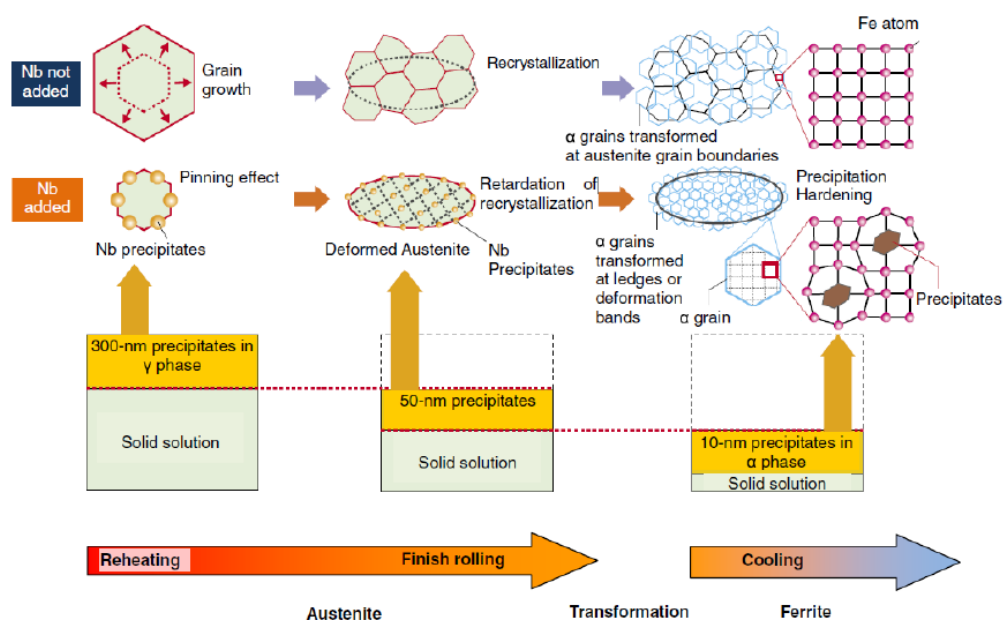 Nb not
added
Grain
growth
Recrystallization
Fe atom
α grains transformed
at austenite grain boundaries
Nb
added
Pinning effect
Nb precipitates
Deformed Austenite
Retardation of
recrystallization
Nb
Precipitates
α grains
transformed
at ledges or
deformation
bands
Precipitation
Hardening
α grain
Precipitates
300-nm precipitates in
γ phase
Solid solution
50-nm precipitates
Solid solution
10-nm precipitates in
α phase
Solid solution
Reheating
Finish rolling
Cooling
Austenite
Transformation
Ferrite